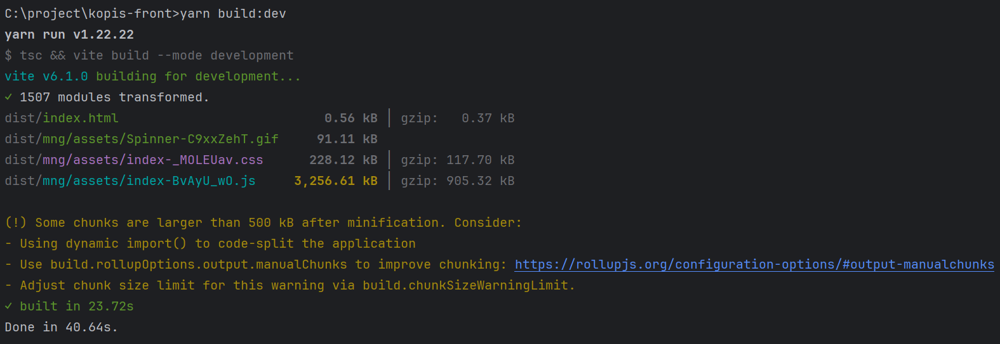 C:\project\kopis-front>yarn build:dev
yarn run v1.22.22
$ tsc && vite build --mode development
vite v6.1.0 building for development...
✓ 1507 modules transformed.
dist/index.html                           0.56 kB │ gzip:   0.37 kB
dist/mng/assets/Spinner-C9xxZehT.gif     91.11 kB
dist/mng/assets/index-_MOLEUav.css      228.12 kB │ gzip: 117.70 kB
dist/mng/assets/index-BvAyU_wO.js     3,256.61 kB │ gzip: 905.32 kB
(!) Some chunks are larger than 500 kB after minification. Consider:
- Using dynamic import() to code-split the application
- Use build.rollupOptions.output.manualChunks to improve chunking: https://rollupjs.org/configuration-options/#output-manualchunks
- Adjust chunk size limit for this warning via build.chunkSizeWarningLimit.
✓ built in 23.72s
Done in 40.64s.